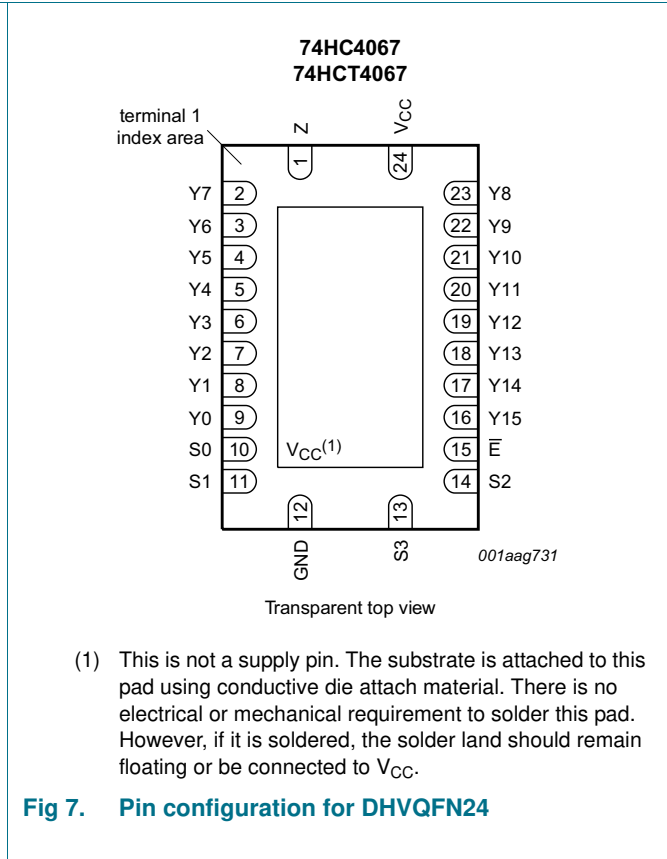 74HC4067
74HCT4067
terminal 1
index area
Z
VCC
1
24
Y7 2
23 Y8
Y6 3
22 Y9
Y5 4
21 Y10
Y4 5
20 Y11
Y3 6
19 Y12
Y2 7
18 Y13
Y1 8
17 Y14
Y0 9
16 Y15
S0 10
VCC(1)
15 E̅
S1 11
14 S2
12
13
GND
S3
001aag731
Transparent top view
(1) This is not a supply pin. The substrate is attached to this
pad using conductive die attach material. There is no
electrical or mechanical requirement to solder this pad.
However, if it is soldered, the solder land should remain
floating or be connected to VCC.
Fig 7. Pin configuration for DHVQFN24